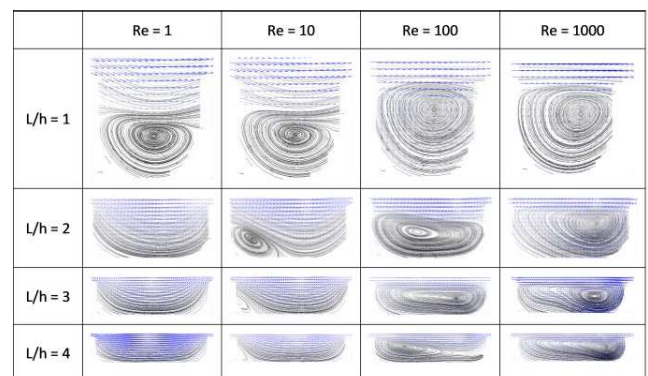 Re = 1 Re = 10 Re = 100 Re = 1000
L/h = 1
L/h = 2
L/h = 3
L/h = 4